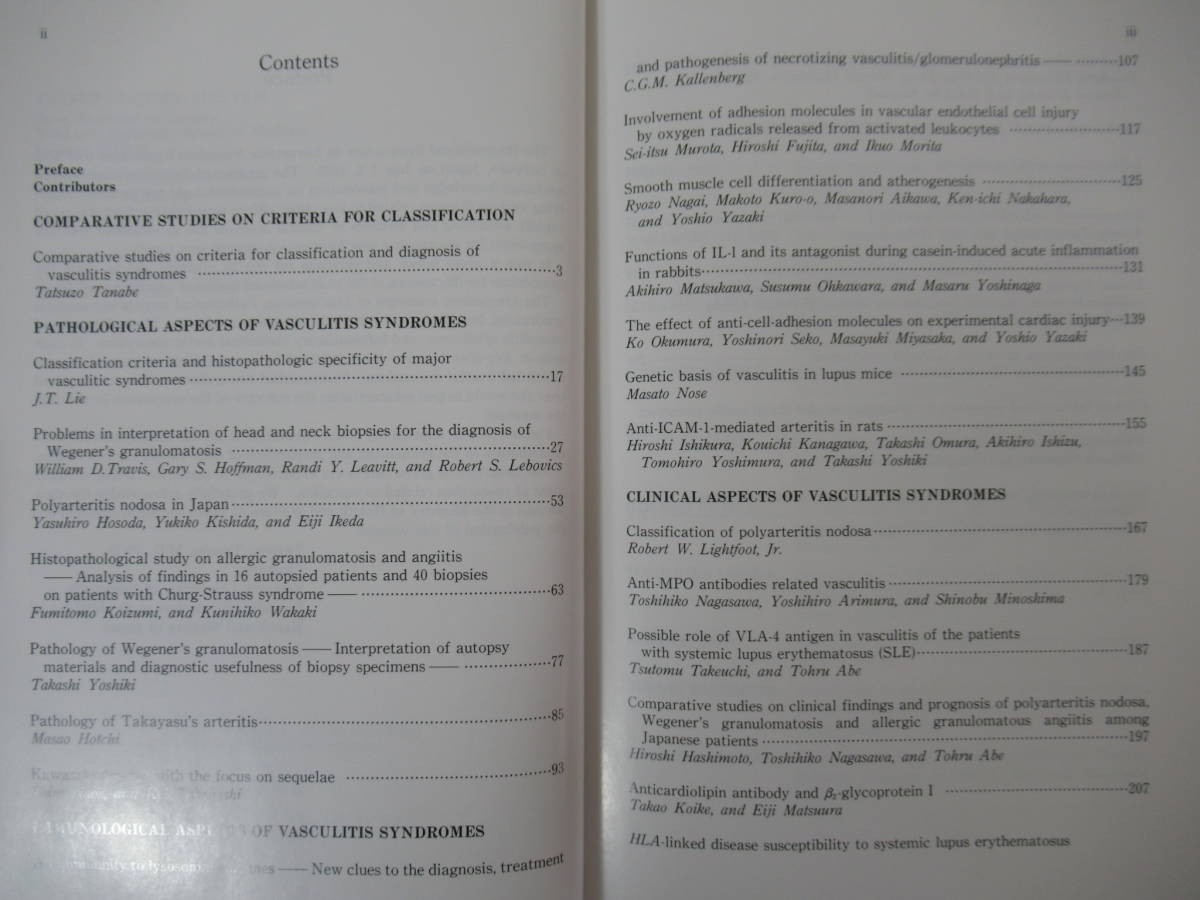 ii
Contents
Preface
Contributors
COMPARATIVE STUDIES ON CRITERIA FOR CLASSIFICATION
Comparative studies on criteria for classification and diagnosis of
vasculitis syndromes ········3
Tatsuzo Tanabe
PATHOLOGICAL ASPECTS OF VASCULITIS SYNDROMES
Classification criteria and histopathologic specificity of major
vasculitic syndromes ········17
J.T. Lie
Problems in interpretation of head and neck biopsies for the diagnosis of
Wegener's granulomatosis ········27
William D. Travis, Gary S. Hoffman, Randi Y. Leavitt, and Robert S. Lebovics
Polyarteritis nodosa in Japan ········53
Yasuhiro Hosoda, Yukiko Kishida, and Eiji Ikeda
Histopathological study on allergic granulomatosis and angiitis
—— Analysis of findings in 16 autopsied patients and 40 biopsies
on patients with Churg-Strauss syndrome —— ········63
Fumitomo Koizumi, and Kunihiko Wakaki
Pathology of Wegener's granulomatosis —— Interpretation of autopsy
materials and diagnostic usefulness of biopsy specimens —— ········77
Takashi Yoshiki
Pathology of Takayasu's arteritis ········85
Masao Hotchi
with the focus on sequelae ········93
and
IMMUNOLOGICAL ASPECTS OF VASCULITIS SYNDROMES
to lysosomal —— New clues to the diagnosis, treatment
iii
and pathogenesis of necrotizing vasculitis/glomerulonephritis —— ········107
C.G.M. Kallenberg
Involvement of adhesion molecules in vascular endothelial cell injury
by oxygen radicals released from activated leukocytes ········117
Sei-itsu Murota, Hiroshi Fujita, and Ikuo Morita
Smooth muscle cell differentiation and atherogenesis ········125
Ryozo Nagai, Makoto Kuro-o, Masanori Aikawa, Ken-ichi Nakahara,
and Yoshio Yazaki
Functions of IL-1 and its antagonist during casein-induced acute inflammation
in rabbits ········131
Akihiro Matsukawa, Susumu Ohkawara, and Masaru Yoshinaga
The effect of anti-cell-adhesion molecules on experimental cardiac injury ···139
Ko Okumura, Yoshinori Seko, Masayuki Miyasaka, and Yoshio Yazaki
Genetic basis of vasculitis in lupus mice ········145
Masato Nose
Anti-ICAM-1-mediated arteritis in rats ········155
Hiroshi Ishikura, Kouichi Kanagawa, Takashi Omura, Akihiro Ishizu,
Tomohiro Yoshimura, and Takashi Yoshiki
CLINICAL ASPECTS OF VASCULITIS SYNDROMES
Classification of polyarteritis nodosa ········167
Robert W. Lightfoot, Jr.
Anti-MPO antibodies related vasculitis ········179
Toshihiko Nagasawa, Yoshihiro Arimura, and Shinobu Minoshima
Possible role of VLA-4 antigen in vasculitis of the patients
with systemic lupus erythematosus (SLE) ········187
Tsutomu Takeuchi, and Tohru Abe
Comparative studies on clinical findings and prognosis of polyarteritis nodosa,
Wegener's granulomatosis and allergic granulomatous angiitis among
Japanese patients ········197
Hiroshi Hashimoto, Toshihiko Nagasawa, and Tohru Abe
Anticardiolipin antibody and β₂-glycoprotein I ········207
Takao Koike, and Eiji Matsuura
HLA-linked disease susceptibility to systemic lupus erythematosus